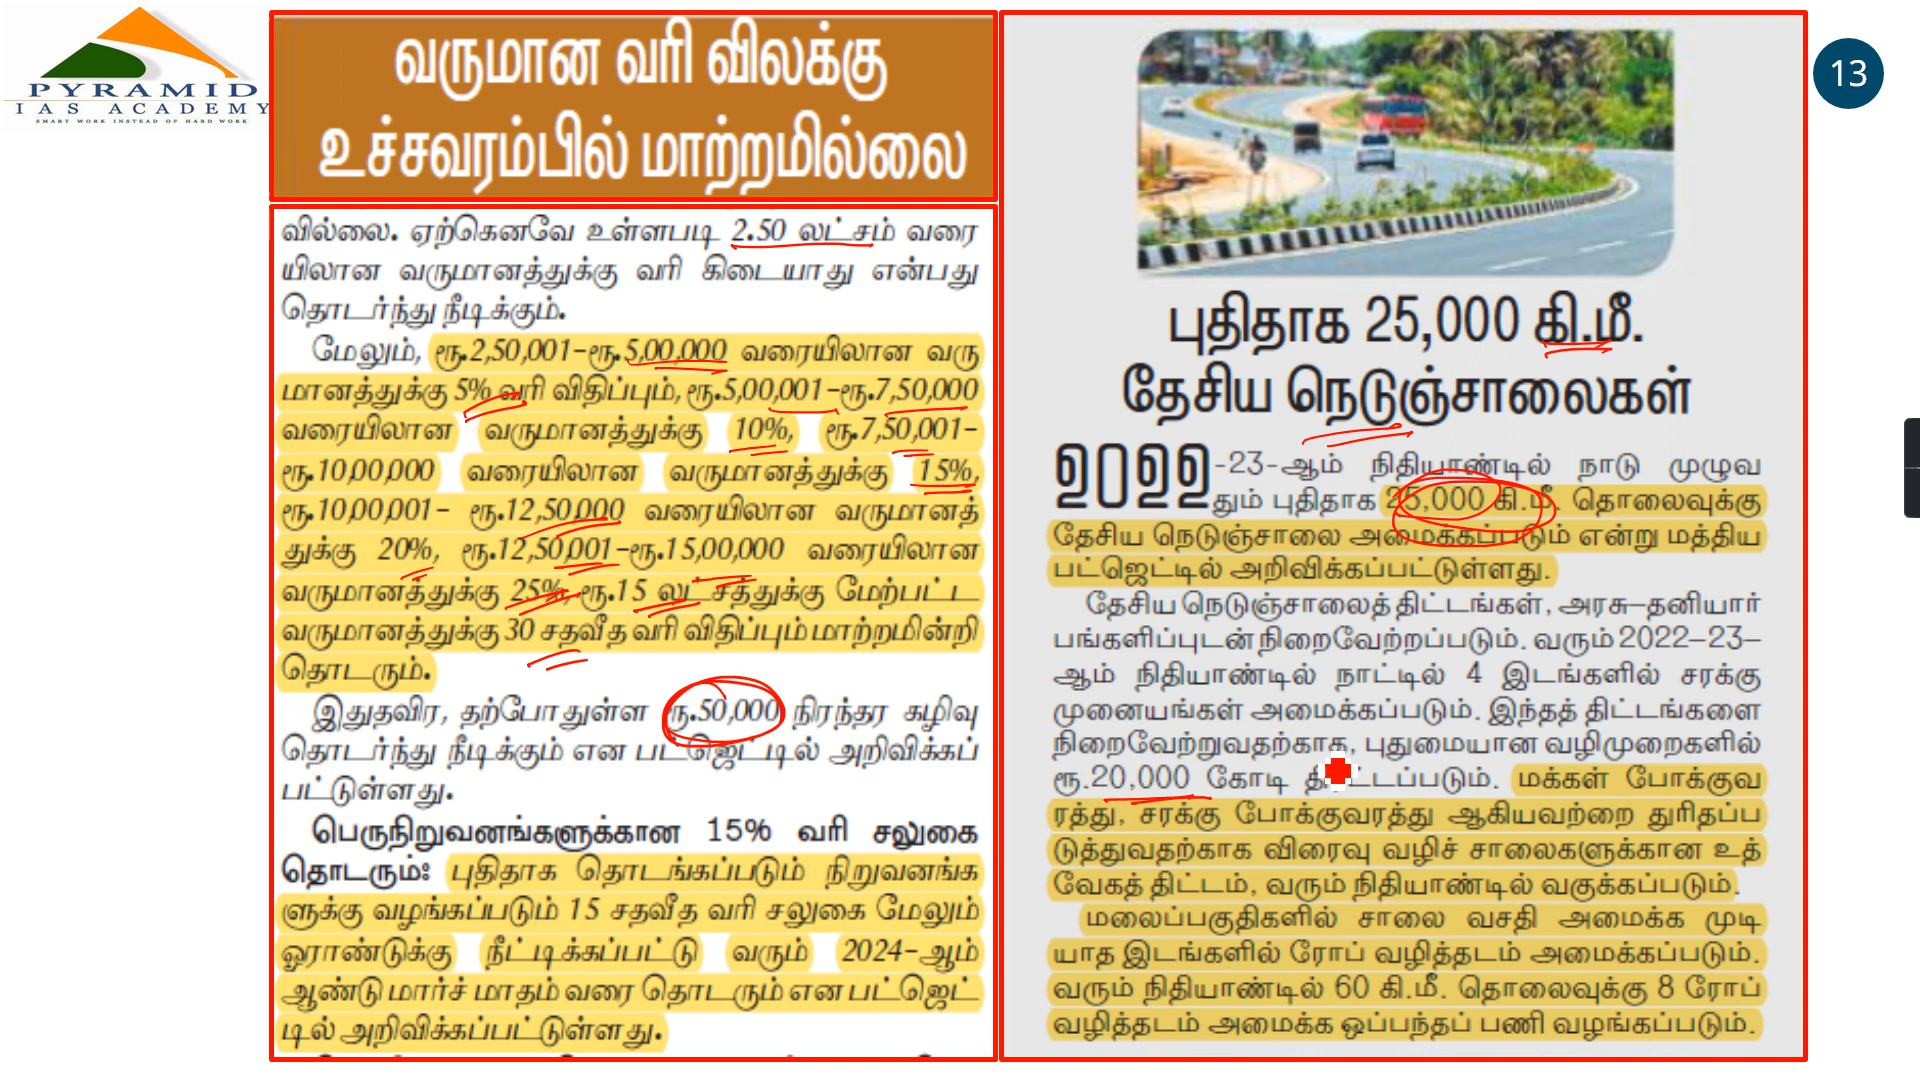 PYRAMID
IAS ACADEMY
SMART WORK INSTEAD OF HARD WORK
வருமான வரி விலக்கு
உச்சவரம்பில் மாற்றமில்லை
வில்லை. ஏற்கெனவே உள்ளபடி 2.50 லட்சம் வரை
யிலான வருமானத்துக்கு வரி கிடையாது என்பது
தொடர்ந்து நீடிக்கும்.
மேலும், ரூ.2,50,001-ரூ.5,00,000 வரையிலான வரு
மானத்துக்கு 5% வரி விதிப்பும், ரூ.5,00,001-ரூ.7,50,000
வரையிலான வருமானத்துக்கு 10%, ரூ.7,50,001-
ரூ.10,00,000 வரையிலான வருமானத்துக்கு 15%,
ரூ.10,00,001- ரூ.12,50,000 வரையிலான வருமானத்
துக்கு 20%, ரூ.12,50,001-ரூ.15,00,000 வரையிலான
வருமானத்துக்கு 25%, ரூ.15 லட்சத்துக்கு மேற்பட்ட
வருமானத்துக்கு 30 சதவீத வரி விதிப்பும் மாற்றமின்றி
தொடரும்.
இதுதவிர, தற்போதுள்ள ரூ.50,000 நிரந்தர கழிவு
தொடர்ந்து நீடிக்கும் என பட்ஜெட்டில் அறிவிக்கப்
பட்டுள்ளது.
பெருநிறுவனங்களுக்கான 15% வரி சலுகை
தொடரும்: புதிதாக தொடங்கப்படும் நிறுவனங்க
ளுக்கு வழங்கப்படும் 15 சதவீத வரி சலுகை மேலும்
ஓராண்டுக்கு நீட்டிக்கப்பட்டு வரும் 2024-ஆம்
ஆண்டு மார்ச் மாதம் வரை தொடரும் என பட்ஜெட்
டில் அறிவிக்கப்பட்டுள்ளது.
புதிதாக 25,000 கி.மீ.
தேசிய நெடுஞ்சாலைகள்
2022-23-ஆம் நிதியாண்டில் நாடு முழுவ
தும் புதிதாக 25,000 கி.மீ. தொலைவுக்கு
தேசிய நெடுஞ்சாலை அமைக்கப்படும் என்று மத்திய
பட்ஜெட்டில் அறிவிக்கப்பட்டுள்ளது.
தேசிய நெடுஞ்சாலைத் திட்டங்கள், அரசு-தனியார்
பங்களிப்புடன் நிறைவேற்றப்படும். வரும் 2022-23-
ஆம் நிதியாண்டில் நாட்டில் 4 இடங்களில் சரக்கு
முனையங்கள் அமைக்கப்படும். இந்தத் திட்டங்களை
நிறைவேற்றுவதற்காக, புதுமையான வழிமுறைகளில்
ரூ.20,000 கோடி திரட்டப்படும். மக்கள் போக்குவ
ரத்து, சரக்கு போக்குவரத்து ஆகியவற்றை துரிதப்ப
டுத்துவதற்காக விரைவு வழிச் சாலைகளுக்கான உத்
வேகத் திட்டம், வரும் நிதியாண்டில் வகுக்கப்படும்.
மலைப்பகுதிகளில் சாலை வசதி அமைக்க முடி
யாத இடங்களில் ரோப் வழித்தடம் அமைக்கப்படும்.
வரும் நிதியாண்டில் 60 கி.மீ. தொலைவுக்கு 8 ரோப்
வழித்தடம் அமைக்க ஒப்பந்தப் பணி வழங்கப்படும்.
13